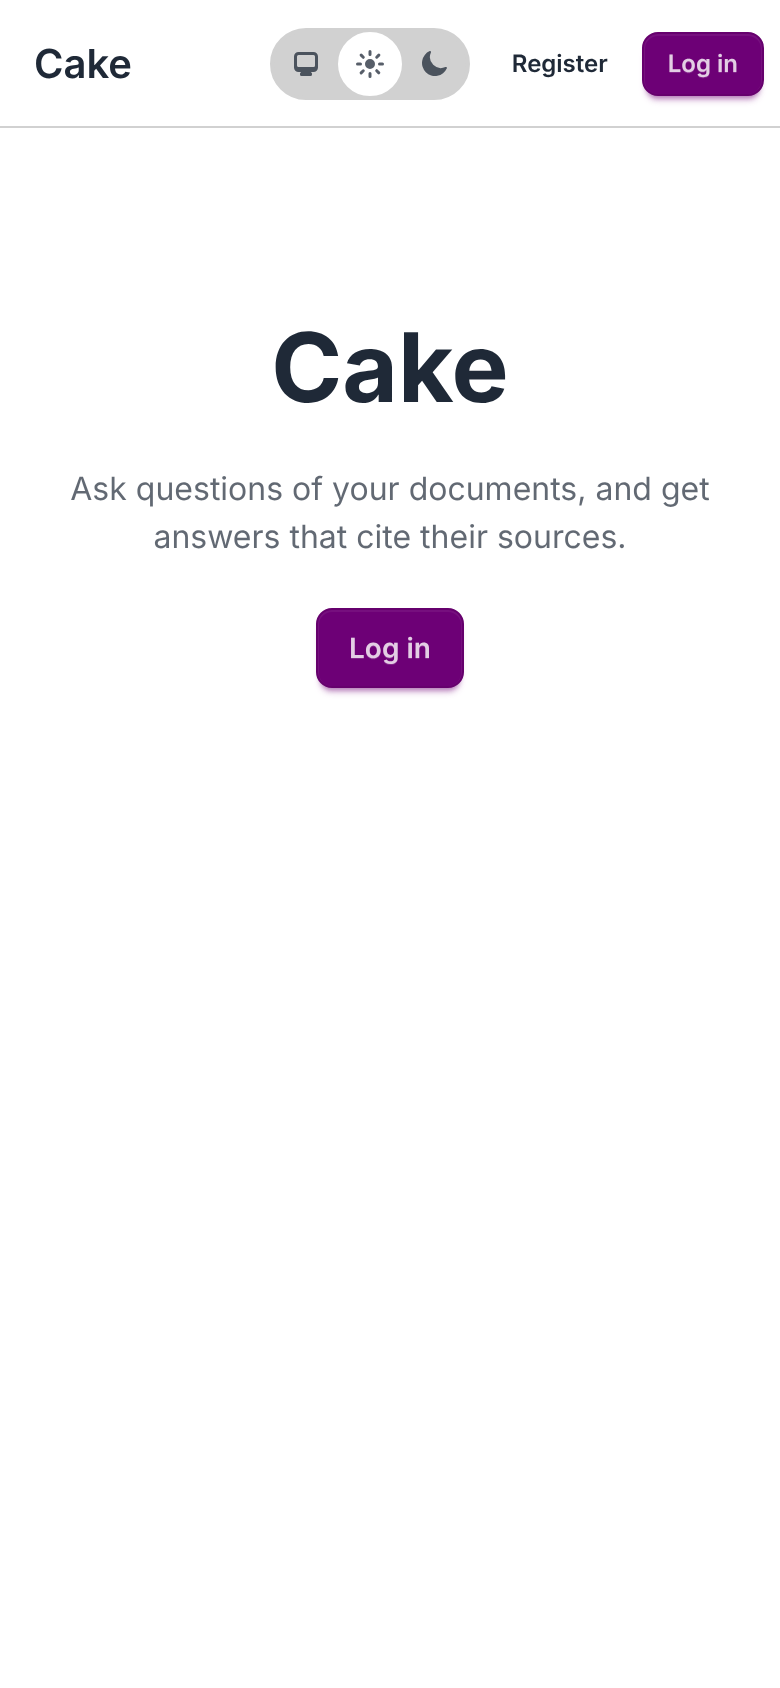 Cake
Register
Log in
Cake
Ask questions of your documents, and get
answers that cite their sources.
Log in